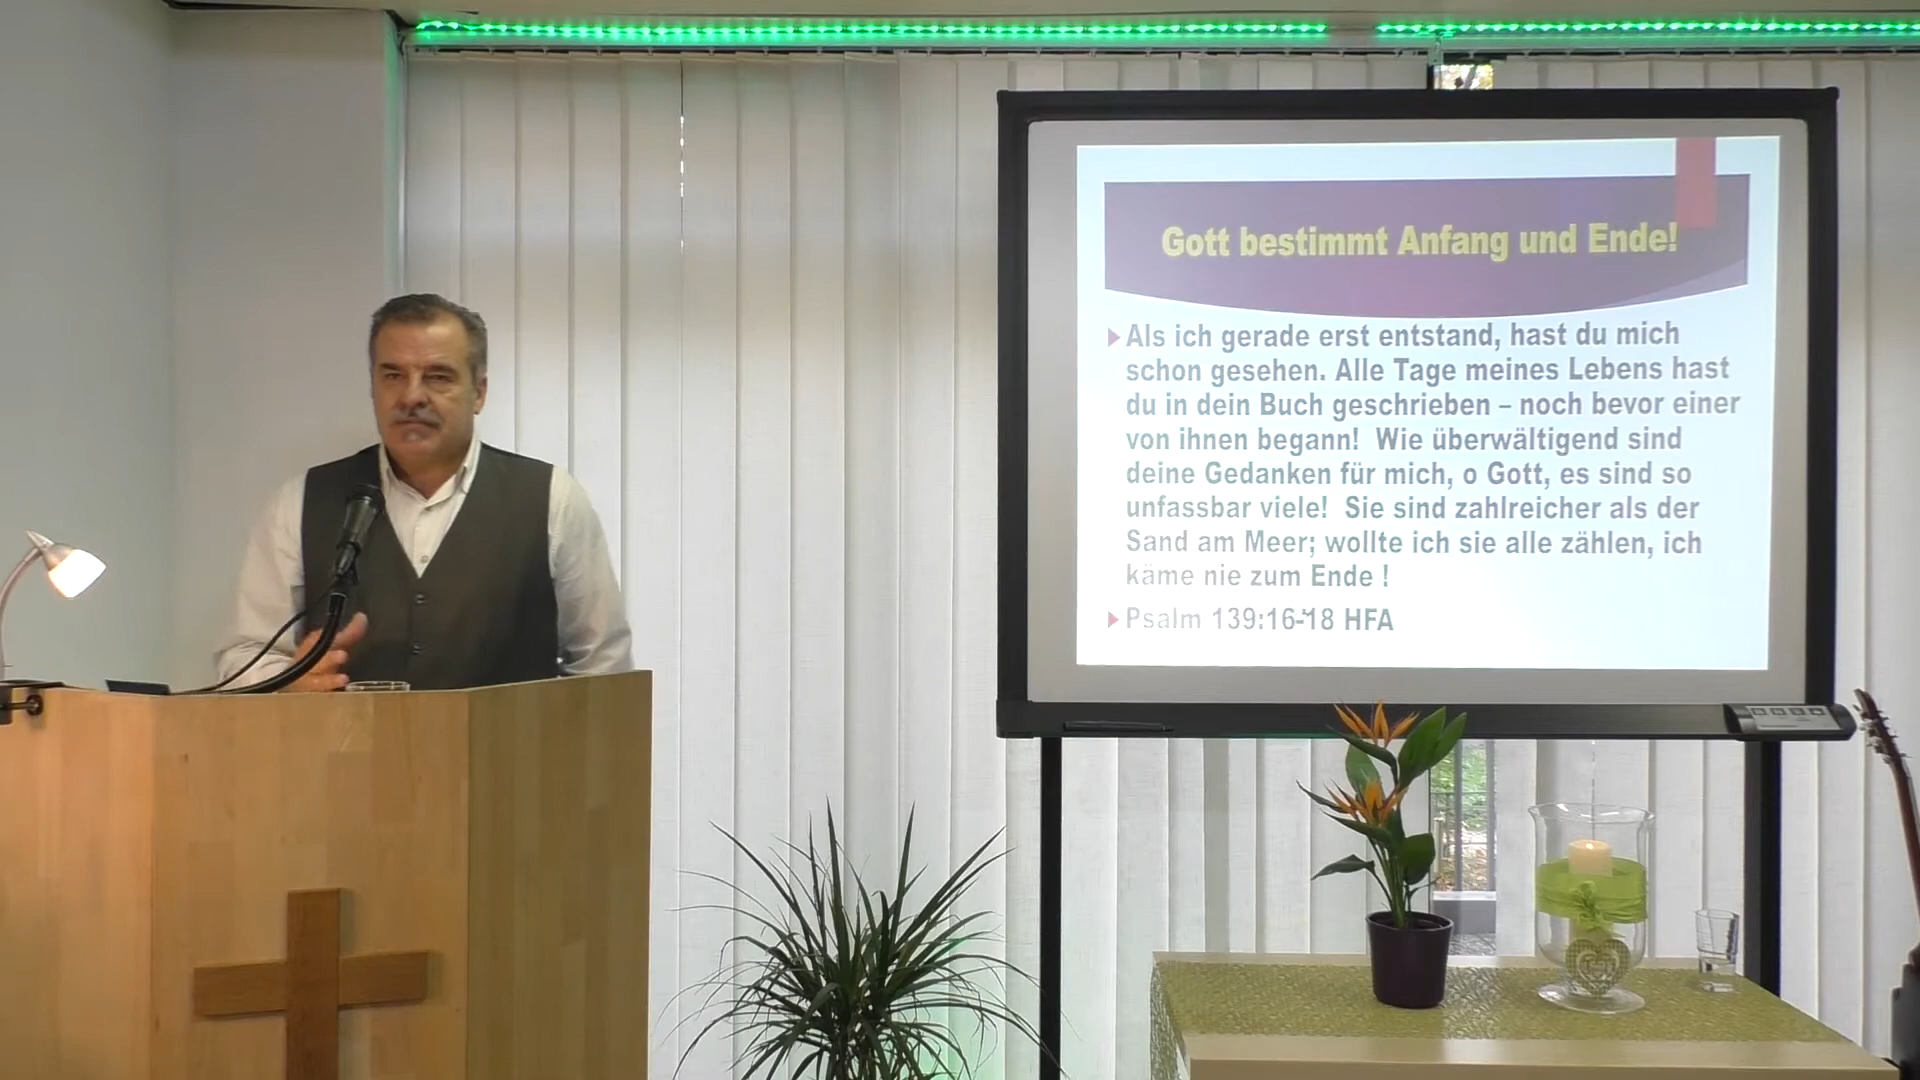 Gott bestimmt Anfang und Ende!
Als ich gerade erst entstand, hast du mich
schon gesehen. Alle Tage meines Lebens hast
du in dein Buch geschrieben – noch bevor einer
von ihnen begann! Wie überwältigend sind
deine Gedanken für mich, o Gott, es sind so
unfassbar viele! Sie sind zahlreicher als der
Sand am Meer; wollte ich sie alle zählen, ich
käme nie zum Ende !
Psalm 139:16-18 HFA